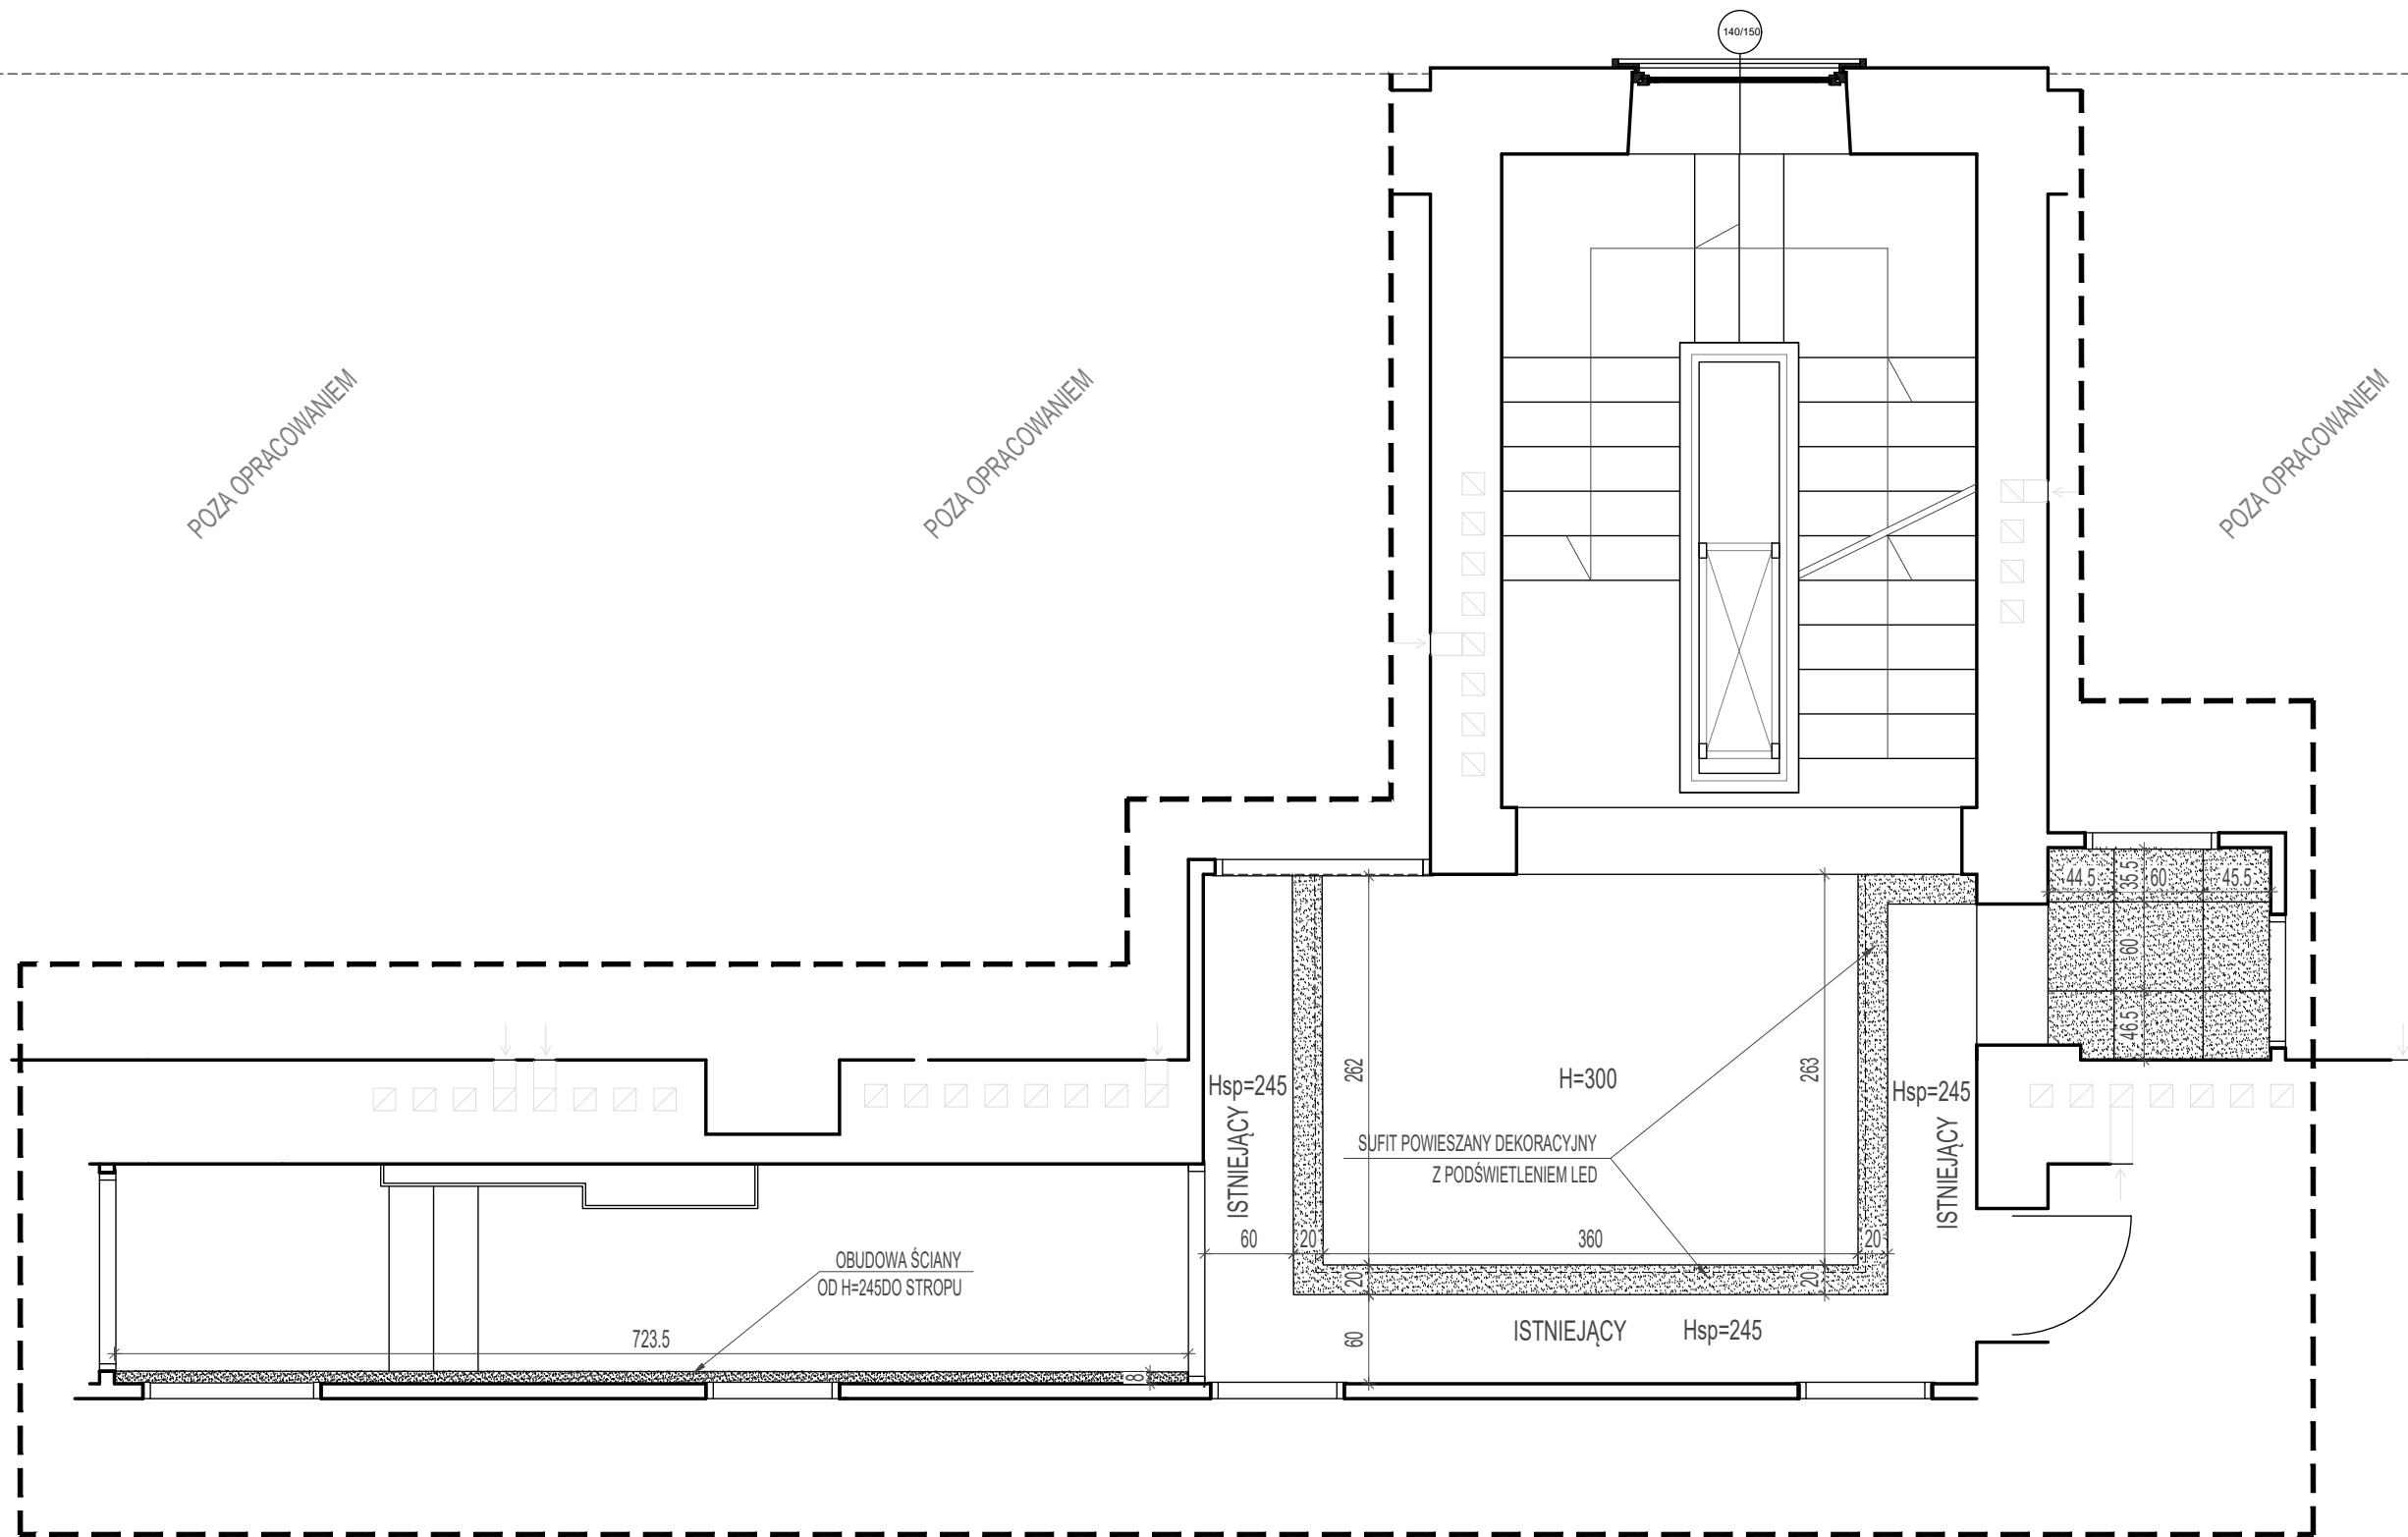 140/150
POZA OPRACOWANIEM
POZA OPRACOWANIEM
POZA OPRACOWANIEM
44.5
35.5
60
45.5
60
46.5
Hsp=245
ISTNIEJĄCY
262
H=300
263
Hsp=245
ISTNIEJĄCY
SUFIT POWIESZANY DEKORACYJNY
Z PODŚWIETLENIEM LED
60
20
360
20
20
20
OBUDOWA ŚCIANY
OD H=245DO STROPU
723.5
8
60
ISTNIEJĄCY
Hsp=245